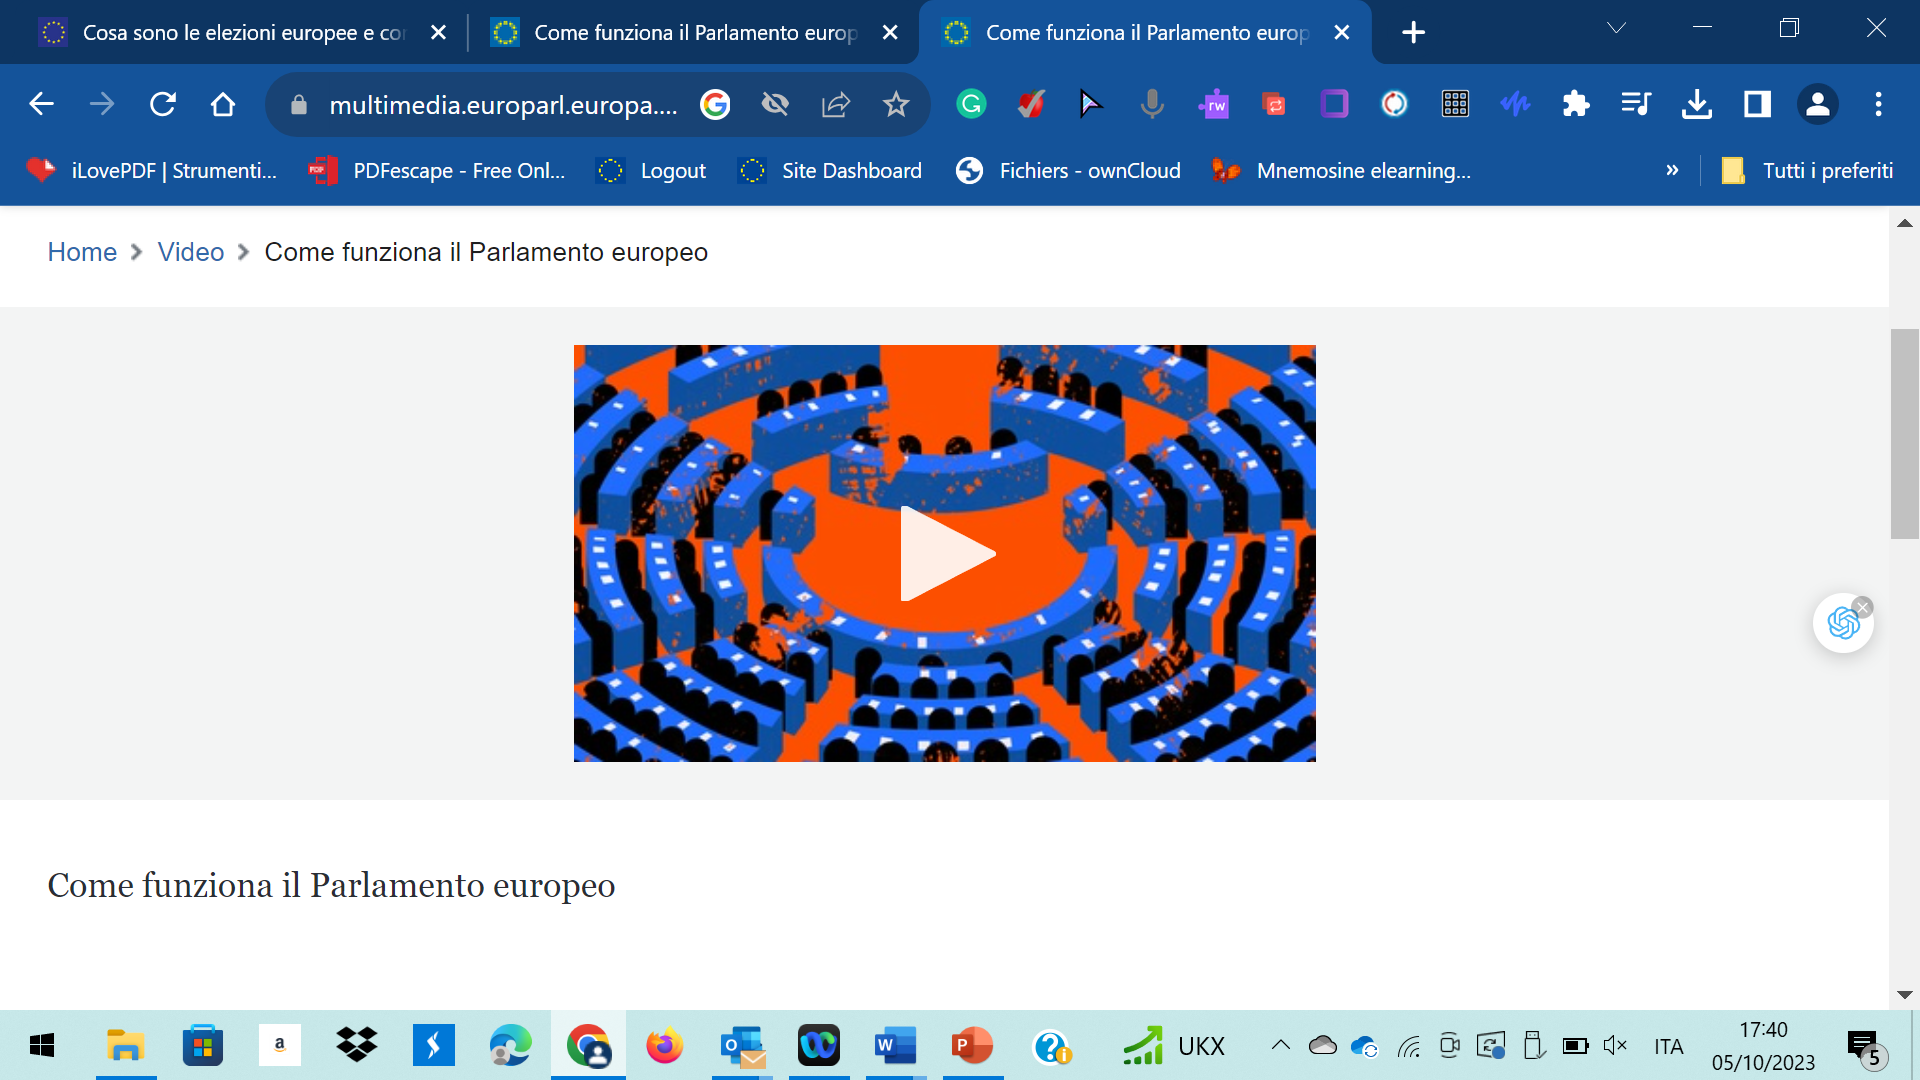 Cosa sono le elezioni europee e co
Come funziona il Parlamento europ
Come funziona il Parlamento europ
multimedia.europarl.europa....
iLovePDF | Strumenti...
PDFescape - Free Onl...
Logout
Site Dashboard
Fichiers - ownCloud
Mnemosine elearning...
»
Tutti i preferiti
Home > Video > Come funziona il Parlamento europeo
Come funziona il Parlamento europeo
UKX
ITA
17:40
05/10/2023
5